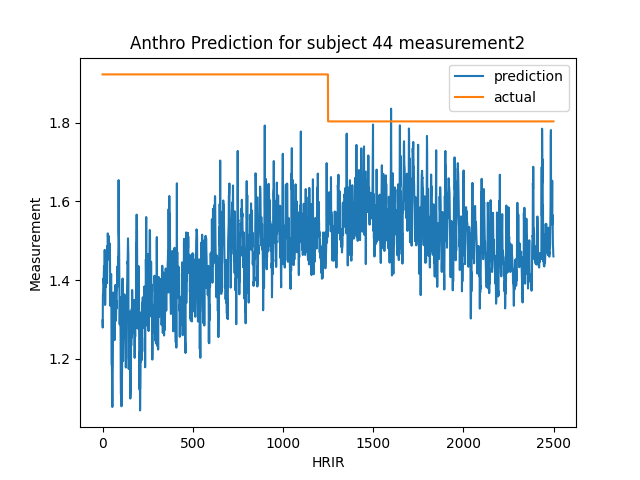 Anthro Prediction for subject 44 measurement2
prediction
actual
Measurement
1.8
1.6
1.4
1.2
0
500
1000
1500
2000
2500
HRIR